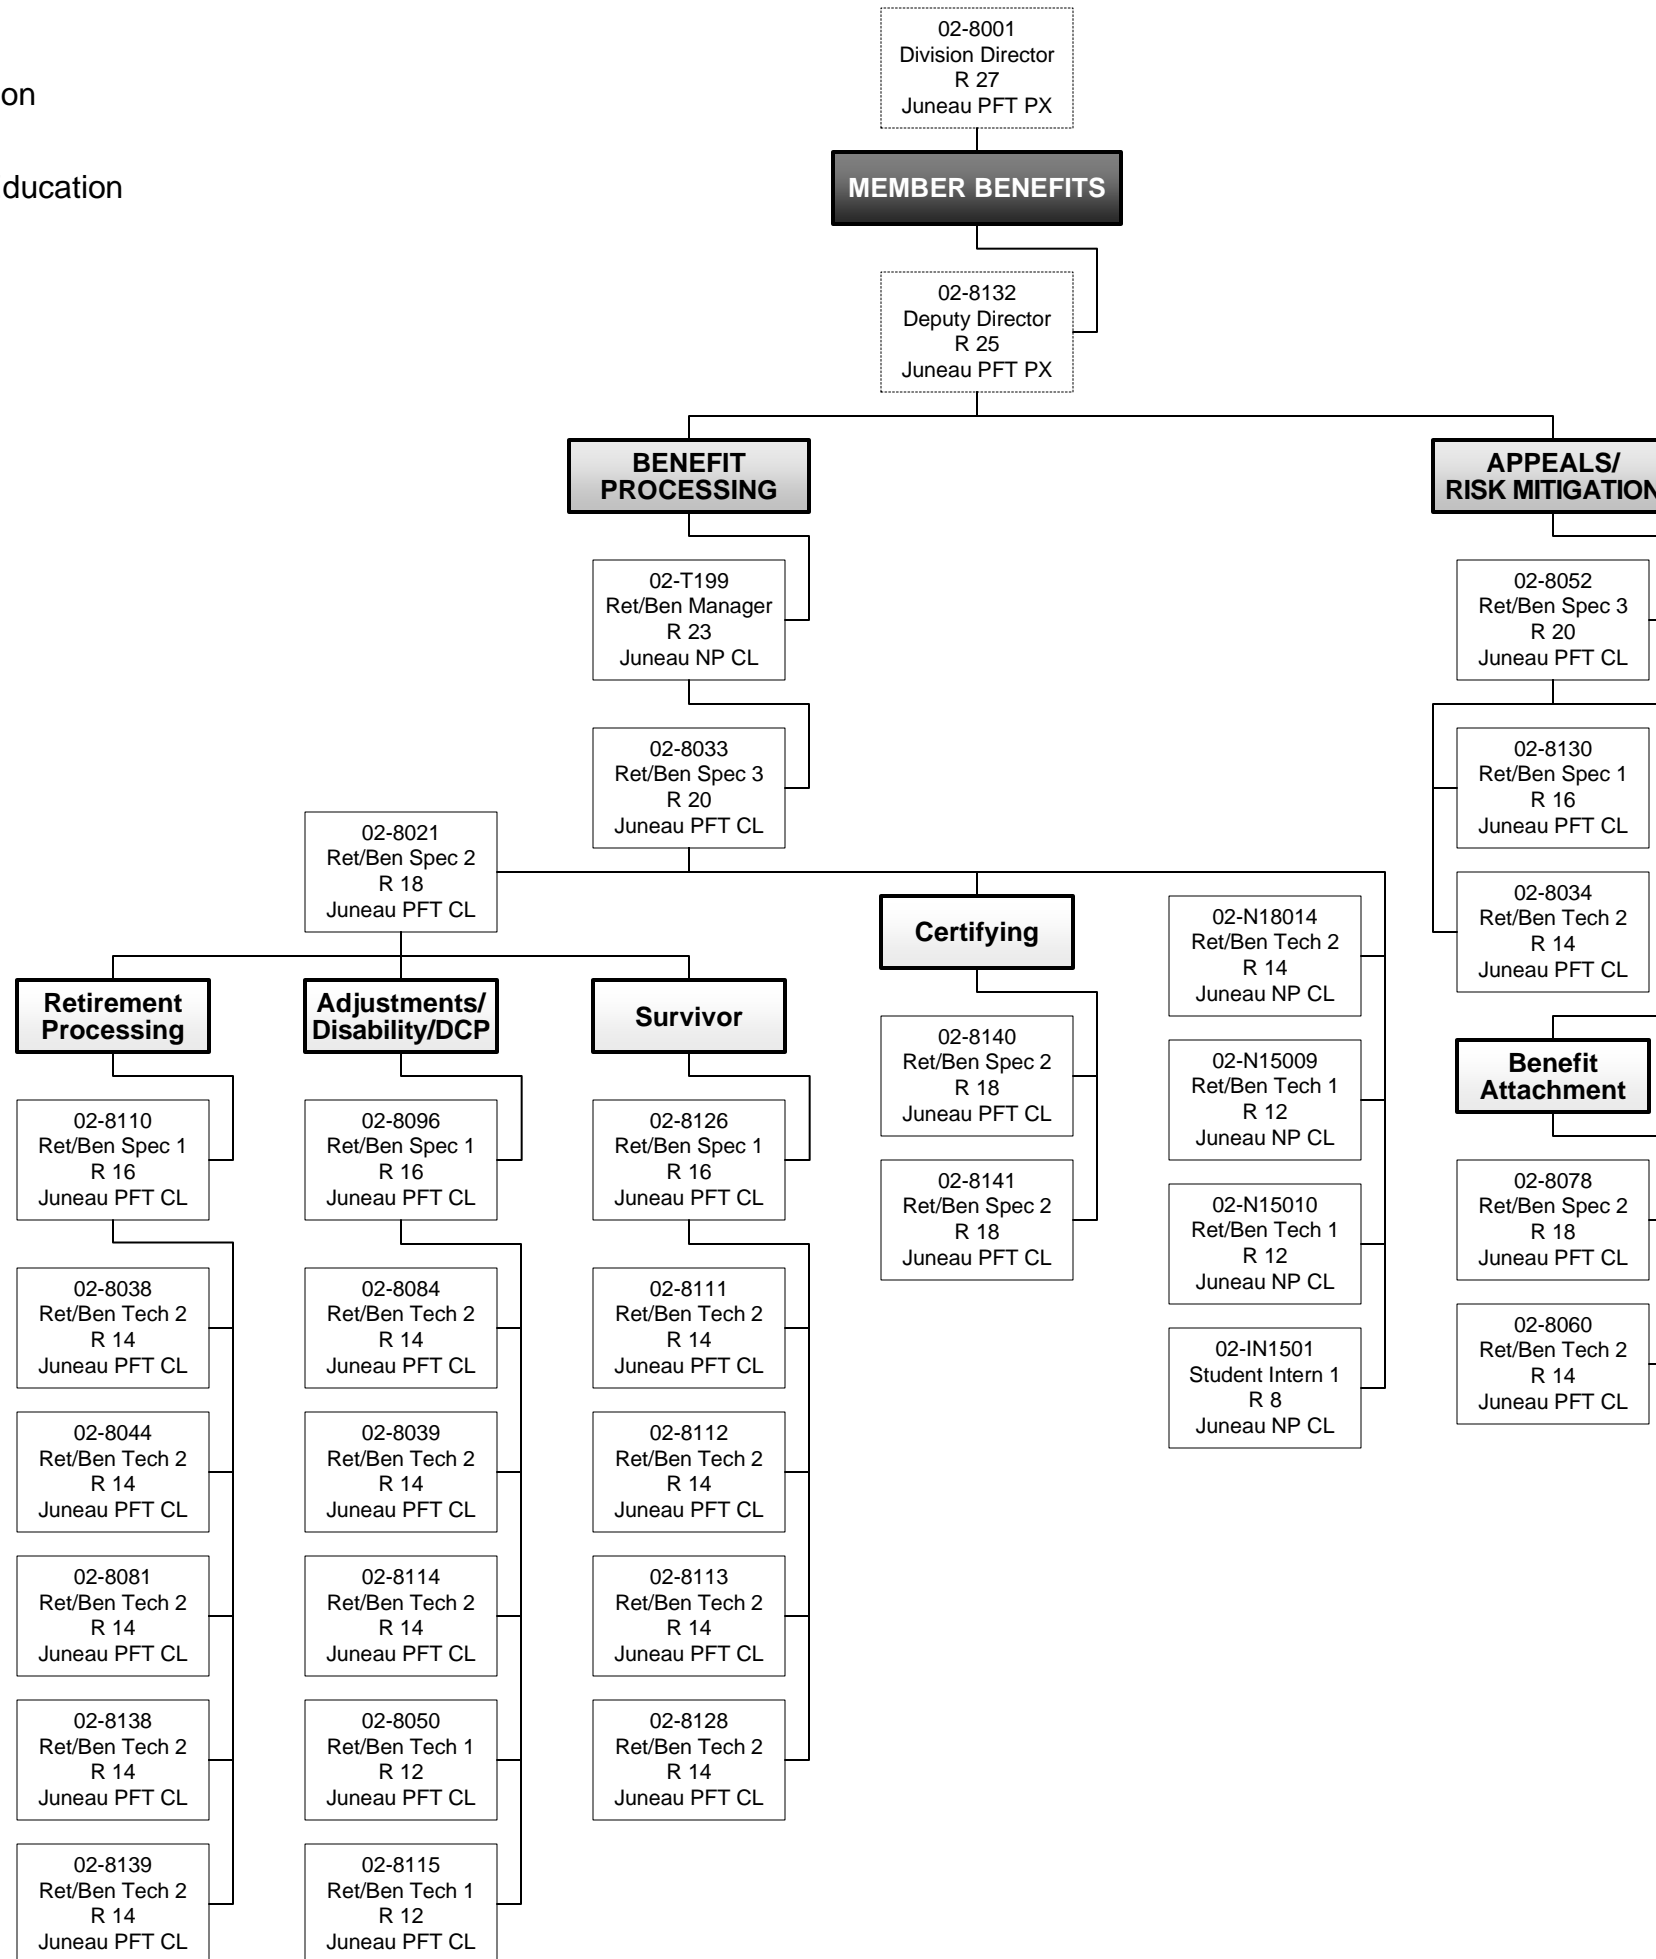 on
ducation
02-8001
Division Director
R 27
Juneau PFT PX
MEMBER BENEFITS
02-8132
Deputy Director
R 25
Juneau PFT PX
BENEFIT
PROCESSING
02-T199
Ret/Ben Manager
R 23
Juneau NP CL
02-8033
Ret/Ben Spec 3
R 20
Juneau PFT CL
02-8021
Ret/Ben Spec 2
R 18
Juneau PFT CL
Retirement
Processing
02-8110
Ret/Ben Spec 1
R 16
Juneau PFT CL
02-8038
Ret/Ben Tech 2
R 14
Juneau PFT CL
02-8044
Ret/Ben Tech 2
R 14
Juneau PFT CL
02-8081
Ret/Ben Tech 2
R 14
Juneau PFT CL
02-8138
Ret/Ben Tech 2
R 14
Juneau PFT CL
02-8139
Ret/Ben Tech 2
R 14
Juneau PFT CL
Adjustments/
Disability/DCP
02-8096
Ret/Ben Spec 1
R 16
Juneau PFT CL
02-8084
Ret/Ben Tech 2
R 14
Juneau PFT CL
02-8039
Ret/Ben Tech 2
R 14
Juneau PFT CL
02-8114
Ret/Ben Tech 2
R 14
Juneau PFT CL
02-8050
Ret/Ben Tech 1
R 12
Juneau PFT CL
02-8115
Ret/Ben Tech 1
R 12
Juneau PFT CL
Survivor
02-8126
Ret/Ben Spec 1
R 16
Juneau PFT CL
02-8111
Ret/Ben Tech 2
R 14
Juneau PFT CL
02-8112
Ret/Ben Tech 2
R 14
Juneau PFT CL
02-8113
Ret/Ben Tech 2
R 14
Juneau PFT CL
02-8128
Ret/Ben Tech 2
R 14
Juneau PFT CL
Certifying
02-8140
Ret/Ben Spec 2
R 18
Juneau PFT CL
02-8141
Ret/Ben Spec 2
R 18
Juneau PFT CL
02-N18014
Ret/Ben Tech 2
R 14
Juneau NP CL
02-N15009
Ret/Ben Tech 1
R 12
Juneau NP CL
02-N15010
Ret/Ben Tech 1
R 12
Juneau NP CL
02-IN1501
Student Intern 1
R 8
Juneau NP CL
APPEALS/
RISK MITIGATION
02-8052
Ret/Ben Spec 3
R 20
Juneau PFT CL
02-8130
Ret/Ben Spec 1
R 16
Juneau PFT CL
02-8034
Ret/Ben Tech 2
R 14
Juneau PFT CL
Benefit
Attachment
02-8078
Ret/Ben Spec 2
R 18
Juneau PFT CL
02-8060
Ret/Ben Tech 2
R 14
Juneau PFT CL